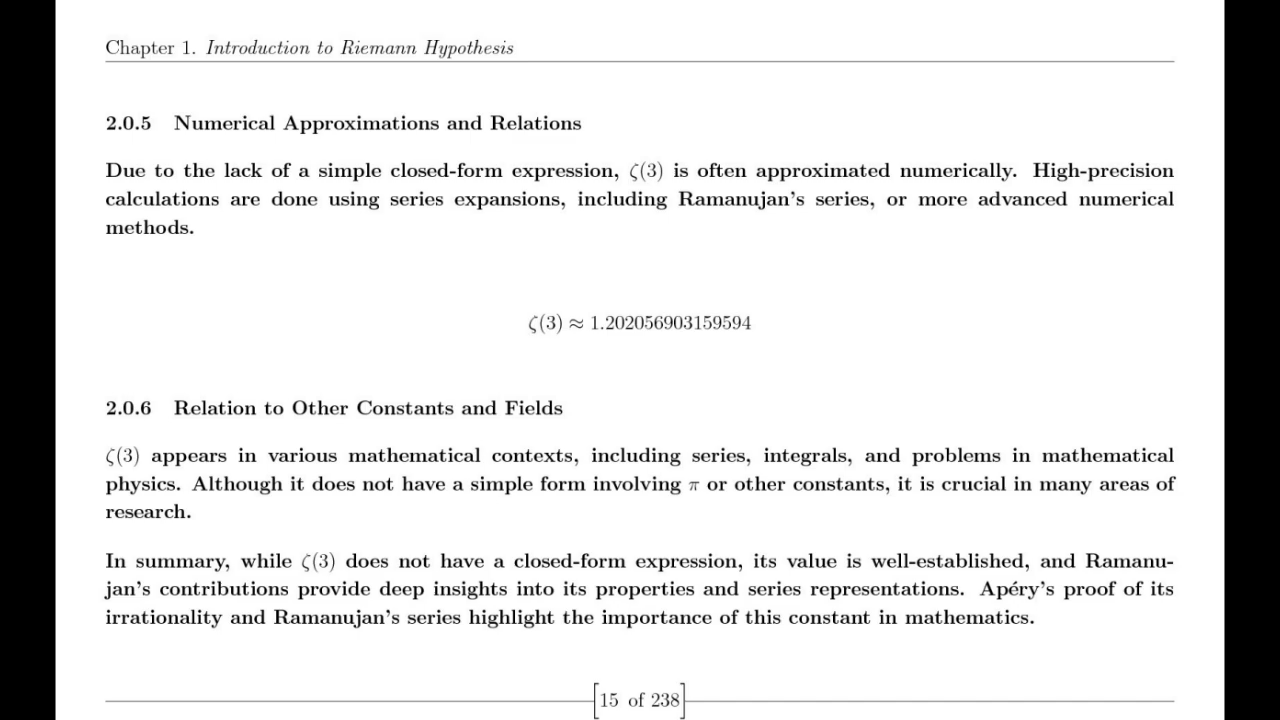 Chapter 1. Introduction to Riemann Hypothesis
2.0.5 Numerical Approximations and Relations
Due to the lack of a simple closed-form expression, ζ(3) is often approximated numerically. High-precision
calculations are done using series expansions, including Ramanujan's series, or more advanced numerical
methods.
ζ(3) ≈ 1.202056903159594
2.0.6 Relation to Other Constants and Fields
ζ(3) appears in various mathematical contexts, including series, integrals, and problems in mathematical
physics. Although it does not have a simple form involving π or other constants, it is crucial in many areas of
research.
In summary, while ζ(3) does not have a closed-form expression, its value is well-established, and Ramanu-
jan's contributions provide deep insights into its properties and series representations. Apéry's proof of its
irrationality and Ramanujan's series highlight the importance of this constant in mathematics.
[15 of 238]